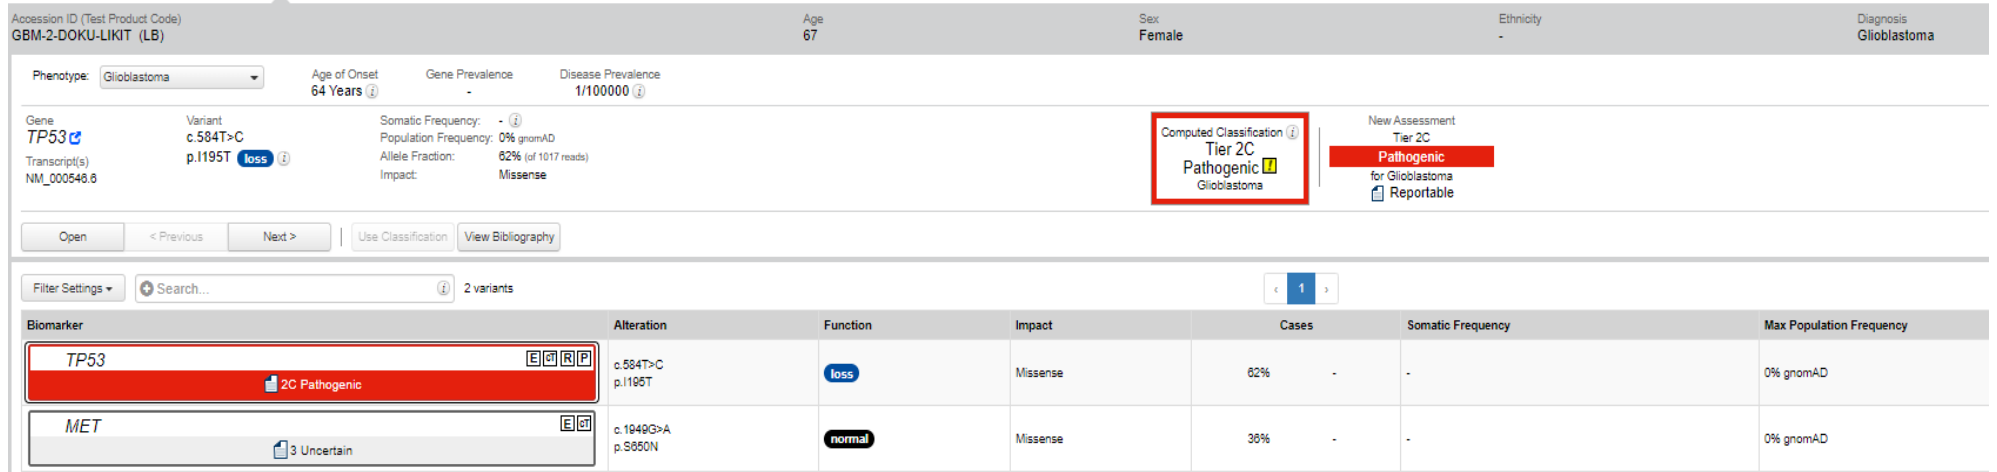 Accession ID (Test Product Code) Age Sex Ethnicity Diagnosis
GBM-2-DOKU-LIKIT (LB) 67 Female - Glioblastoma
Phenotype: Glioblastoma Age of Onset Gene Prevalence Disease Prevalence
64 Years i - 1/100000 i
Gene Variant Somatic Frequency: - i
TP53 c.584T>C Population Frequency: 0% gnomAD
Transcript(s) p.I195T loss i Allele Fraction: 62% (of 1017 reads)
NM_000546.6 Impact: Missense
Computed Classification i
Tier 2C
Pathogenic !
Glioblastoma
New Assessment
Tier 2C
Pathogenic
for Glioblastoma
Reportable
Open < Previous Next > Use Classification View Bibliography
Filter Settings Search... i 2 variants ‹ 1 ›
Biomarker Alteration Function Impact Cases Somatic Frequency Max Population Frequency
TP53 E cT R P
2C Pathogenic
c.584T>C
p.I195T
loss Missense 62% - - 0% gnomAD
MET E cT
3 Uncertain
c.1949G>A
p.S650N
normal Missense 36% - - 0% gnomAD